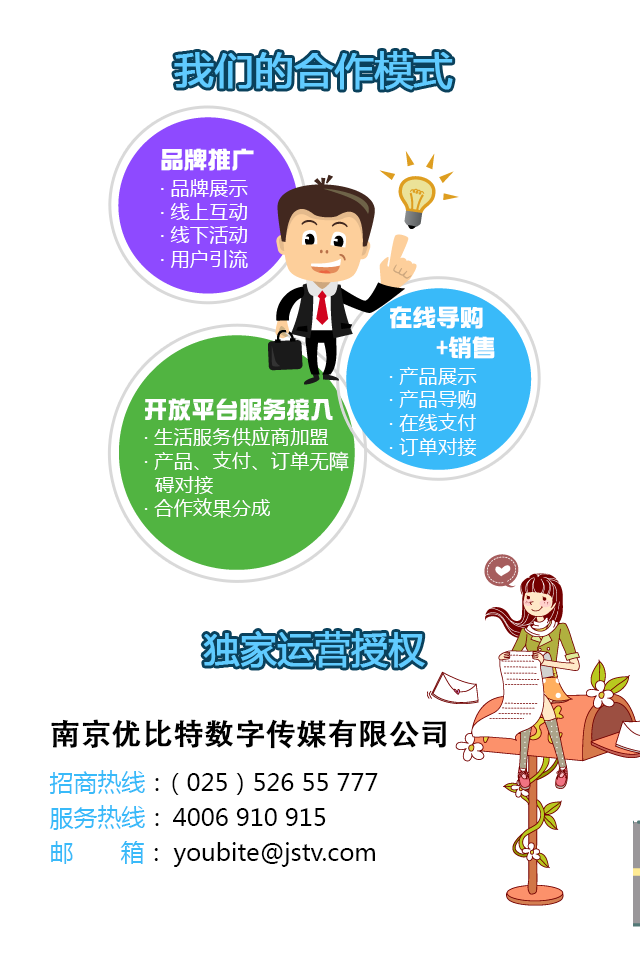 我们的合作模式
品牌推广
· 品牌展示
· 线上互动
· 线下活动
· 用户引流
在线导购
+销售
· 产品展示
· 产品导购
· 在线支付
· 订单对接
开放平台服务接入
· 生活服务供应商加盟
· 产品、支付、订单无障
碍对接
· 合作效果分成
独家运营授权
南京优比特数字传媒有限公司
招商热线：( 025 ) 526 55 777
服务热线： 4006 910 915
邮 箱： youbite@jstv.com